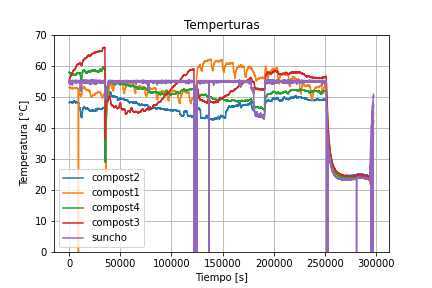 Temperturas
Temperatura [°C]
70
60
50
40
30
20
10
0
compost2
compost1
compost4
compost3
suncho
0 50000 100000 150000 200000 250000 300000
Tiempo [s]